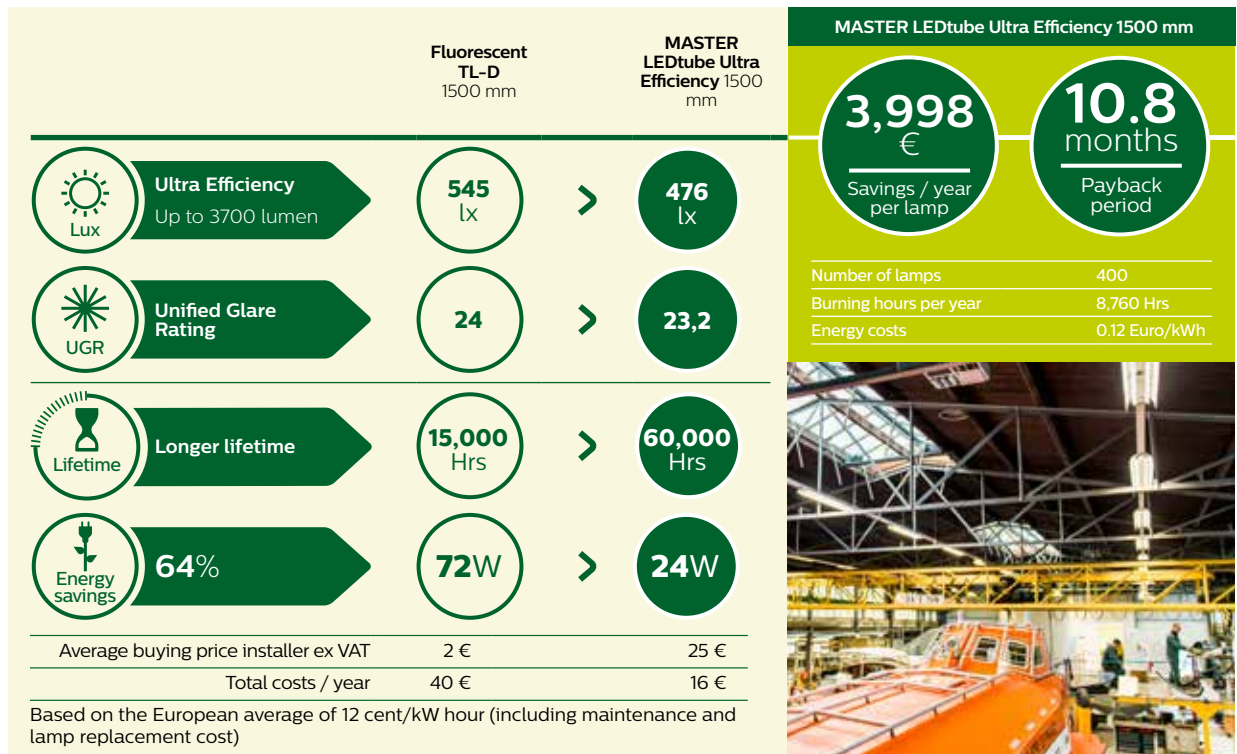 Fluorescent
TL-D
1500 mm
MASTER
LEDtube Ultra
Efficiency 1500
mm
Lux
Ultra Efficiency
Up to 3700 lumen
545
lx
>
476
lx
UGR
Unified Glare
Rating
24
>
23,2
Lifetime
Longer lifetime
15,000
Hrs
>
60,000
Hrs
Energy
savings
64%
72W
>
24W
Average buying price installer ex VAT 2 € 25 €
Total costs / year 40 € 16 €
Based on the European average of 12 cent/kW hour (including maintenance and
lamp replacement cost)
MASTER LEDtube Ultra Efficiency 1500 mm
3,998
€
Savings / year
per lamp
10.8
months
Payback
period
Number of lamps 400
Burning hours per year 8,760 Hrs
Energy costs 0.12 Euro/kWh